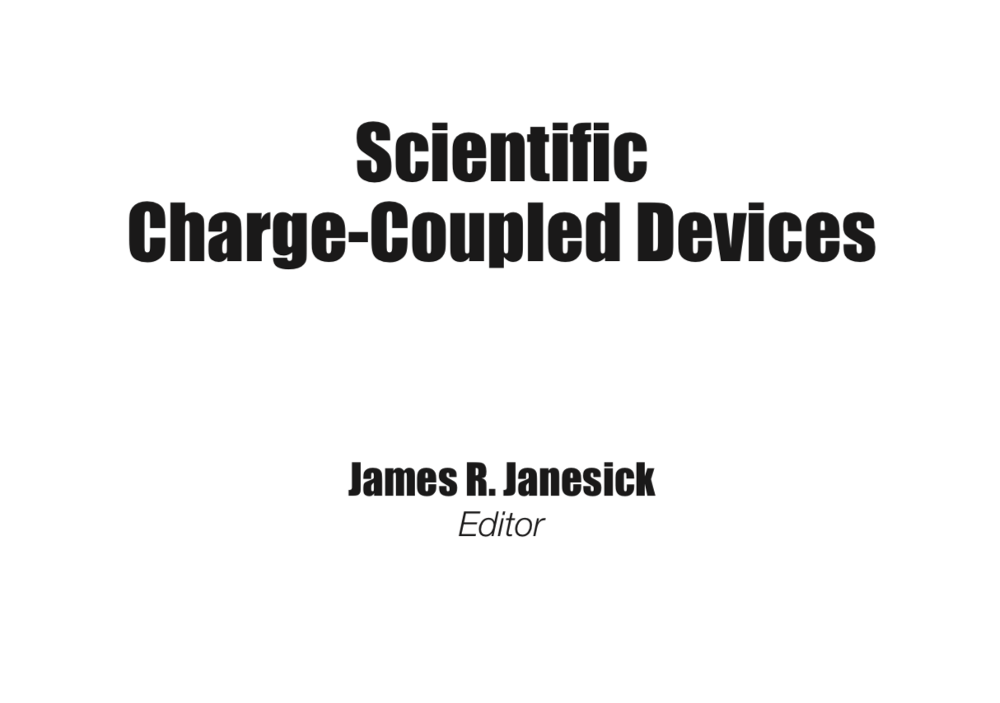 Scientific
Charge-Coupled Devices
James R. Janesick
Editor